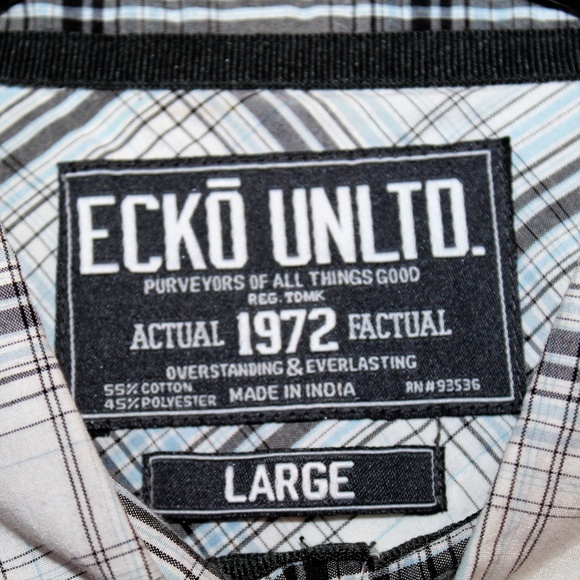 ECKŌ UNLTD.
PURVEYORS OF ALL THINGS GOOD
REG. TDMK
ACTUAL 1972 FACTUAL
OVERSTANDING & EVERLASTING
55% COTTON
45% POLYESTER MADE IN INDIA RN#93536
LARGE